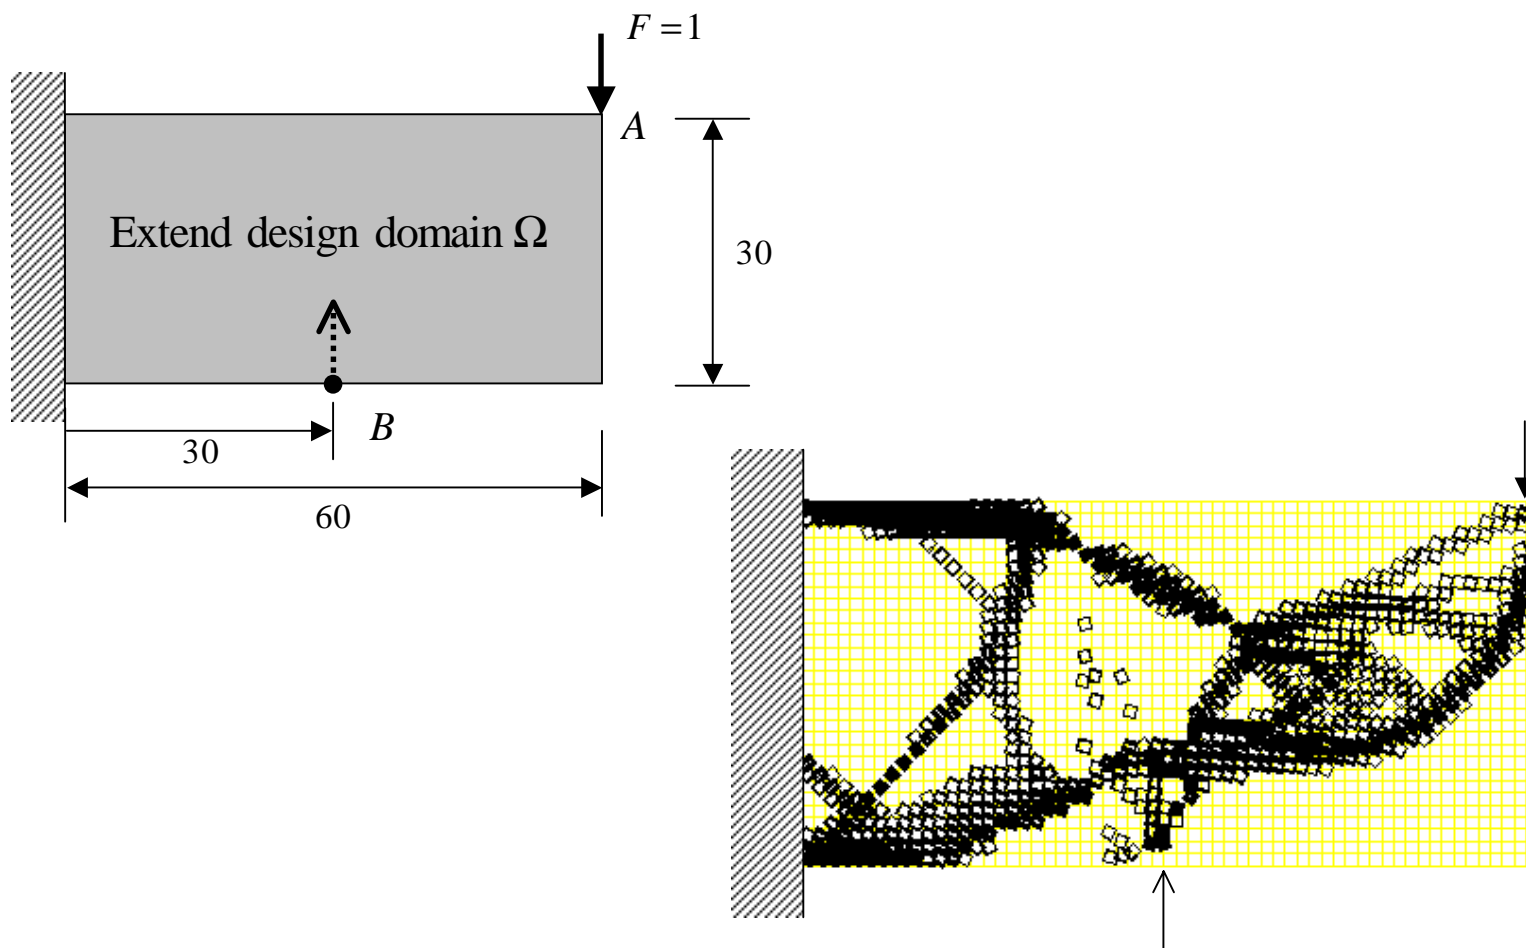 F = 1
A
Extend design domain Ω
30
B
30
60